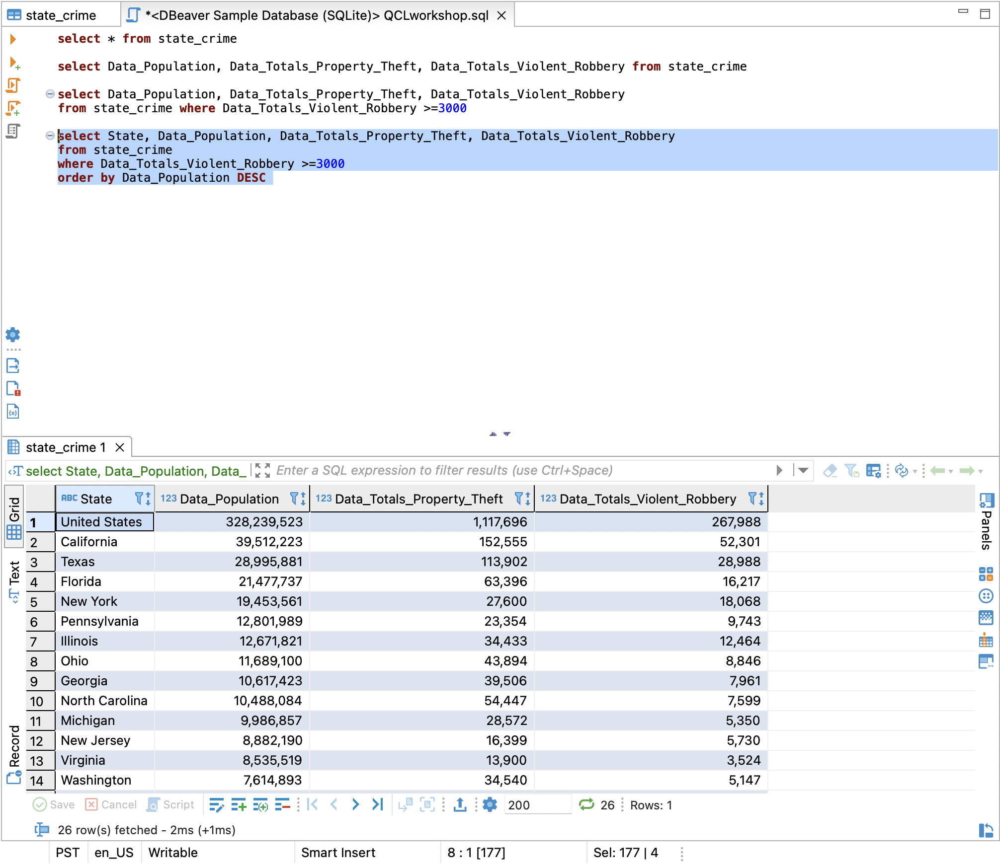 state_crime
*<DBeaver Sample Database (SQLite)> QCLworkshop.sql
select * from state_crime
select Data_Population, Data_Totals_Property_Theft, Data_Totals_Violent_Robbery from state_crime
select Data_Population, Data_Totals_Property_Theft, Data_Totals_Violent_Robbery
from state_crime where Data_Totals_Violent_Robbery >=3000
select State, Data_Population, Data_Totals_Property_Theft, Data_Totals_Violent_Robbery
from state_crime
where Data_Totals_Violent_Robbery >=3000
order by Data_Population DESC
state_crime 1
select State, Data_Population, Data_ Enter a SQL expression to filter results (use Ctrl+Space)
Grid
Text
Record
Panels
ABC State 123 Data_Population 123 Data_Totals_Property_Theft 123 Data_Totals_Violent_Robbery
1 United States 328,239,523 1,117,696 267,988
2 California 39,512,223 152,555 52,301
3 Texas 28,995,881 113,902 28,988
4 Florida 21,477,737 63,396 16,217
5 New York 19,453,561 27,600 18,068
6 Pennsylvania 12,801,989 23,354 9,743
7 Illinois 12,671,821 34,433 12,464
8 Ohio 11,689,100 43,894 8,846
9 Georgia 10,617,423 39,506 7,961
10 North Carolina 10,488,084 54,447 7,599
11 Michigan 9,986,857 28,572 5,350
12 New Jersey 8,882,190 16,399 5,730
13 Virginia 8,535,519 13,900 3,524
14 Washington 7,614,893 34,540 5,147
Save Cancel Script 200 26 Rows: 1
26 row(s) fetched - 2ms (+1ms)
PST en_US Writable Smart Insert 8 : 1 [177] Sel: 177 | 4